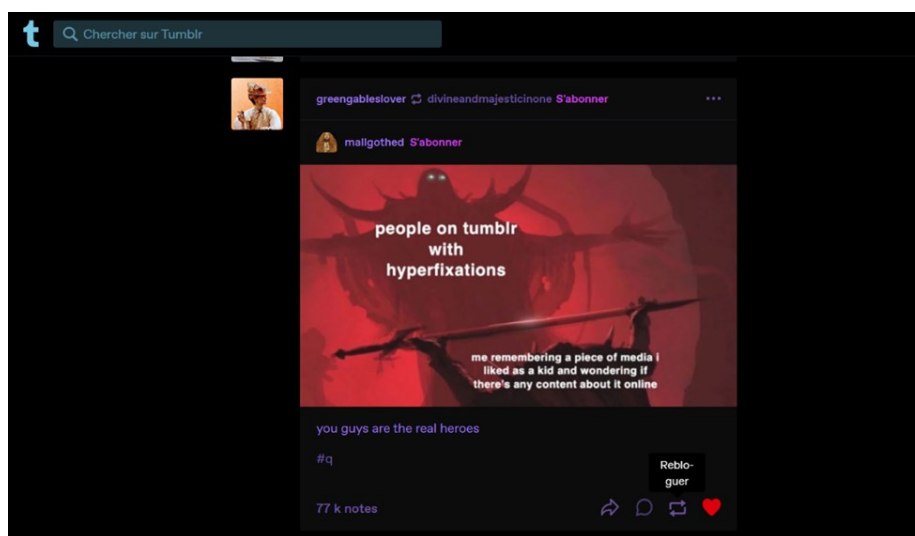 t
Chercher sur Tumblr
greengableslover divineandmajesticinone S'abonner
mallgothed S'abonner
people on tumblr
with
hyperfixations
me remembering a piece of media i
liked as a kid and wondering if
there's any content about it online
you guys are the real heroes
#q
Reblo-
guer
77 k notes